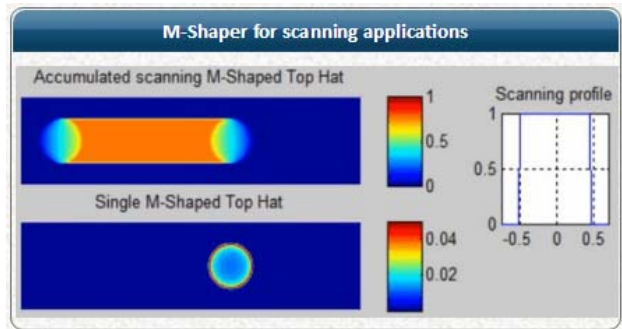 M-Shaper for scanning applications
Accumulated scanning M-Shaped Top Hat
1
0.5
0
Scanning profile
1
0.5
0
-0.5 0 0.5
Single M-Shaped Top Hat
0.04
0.02